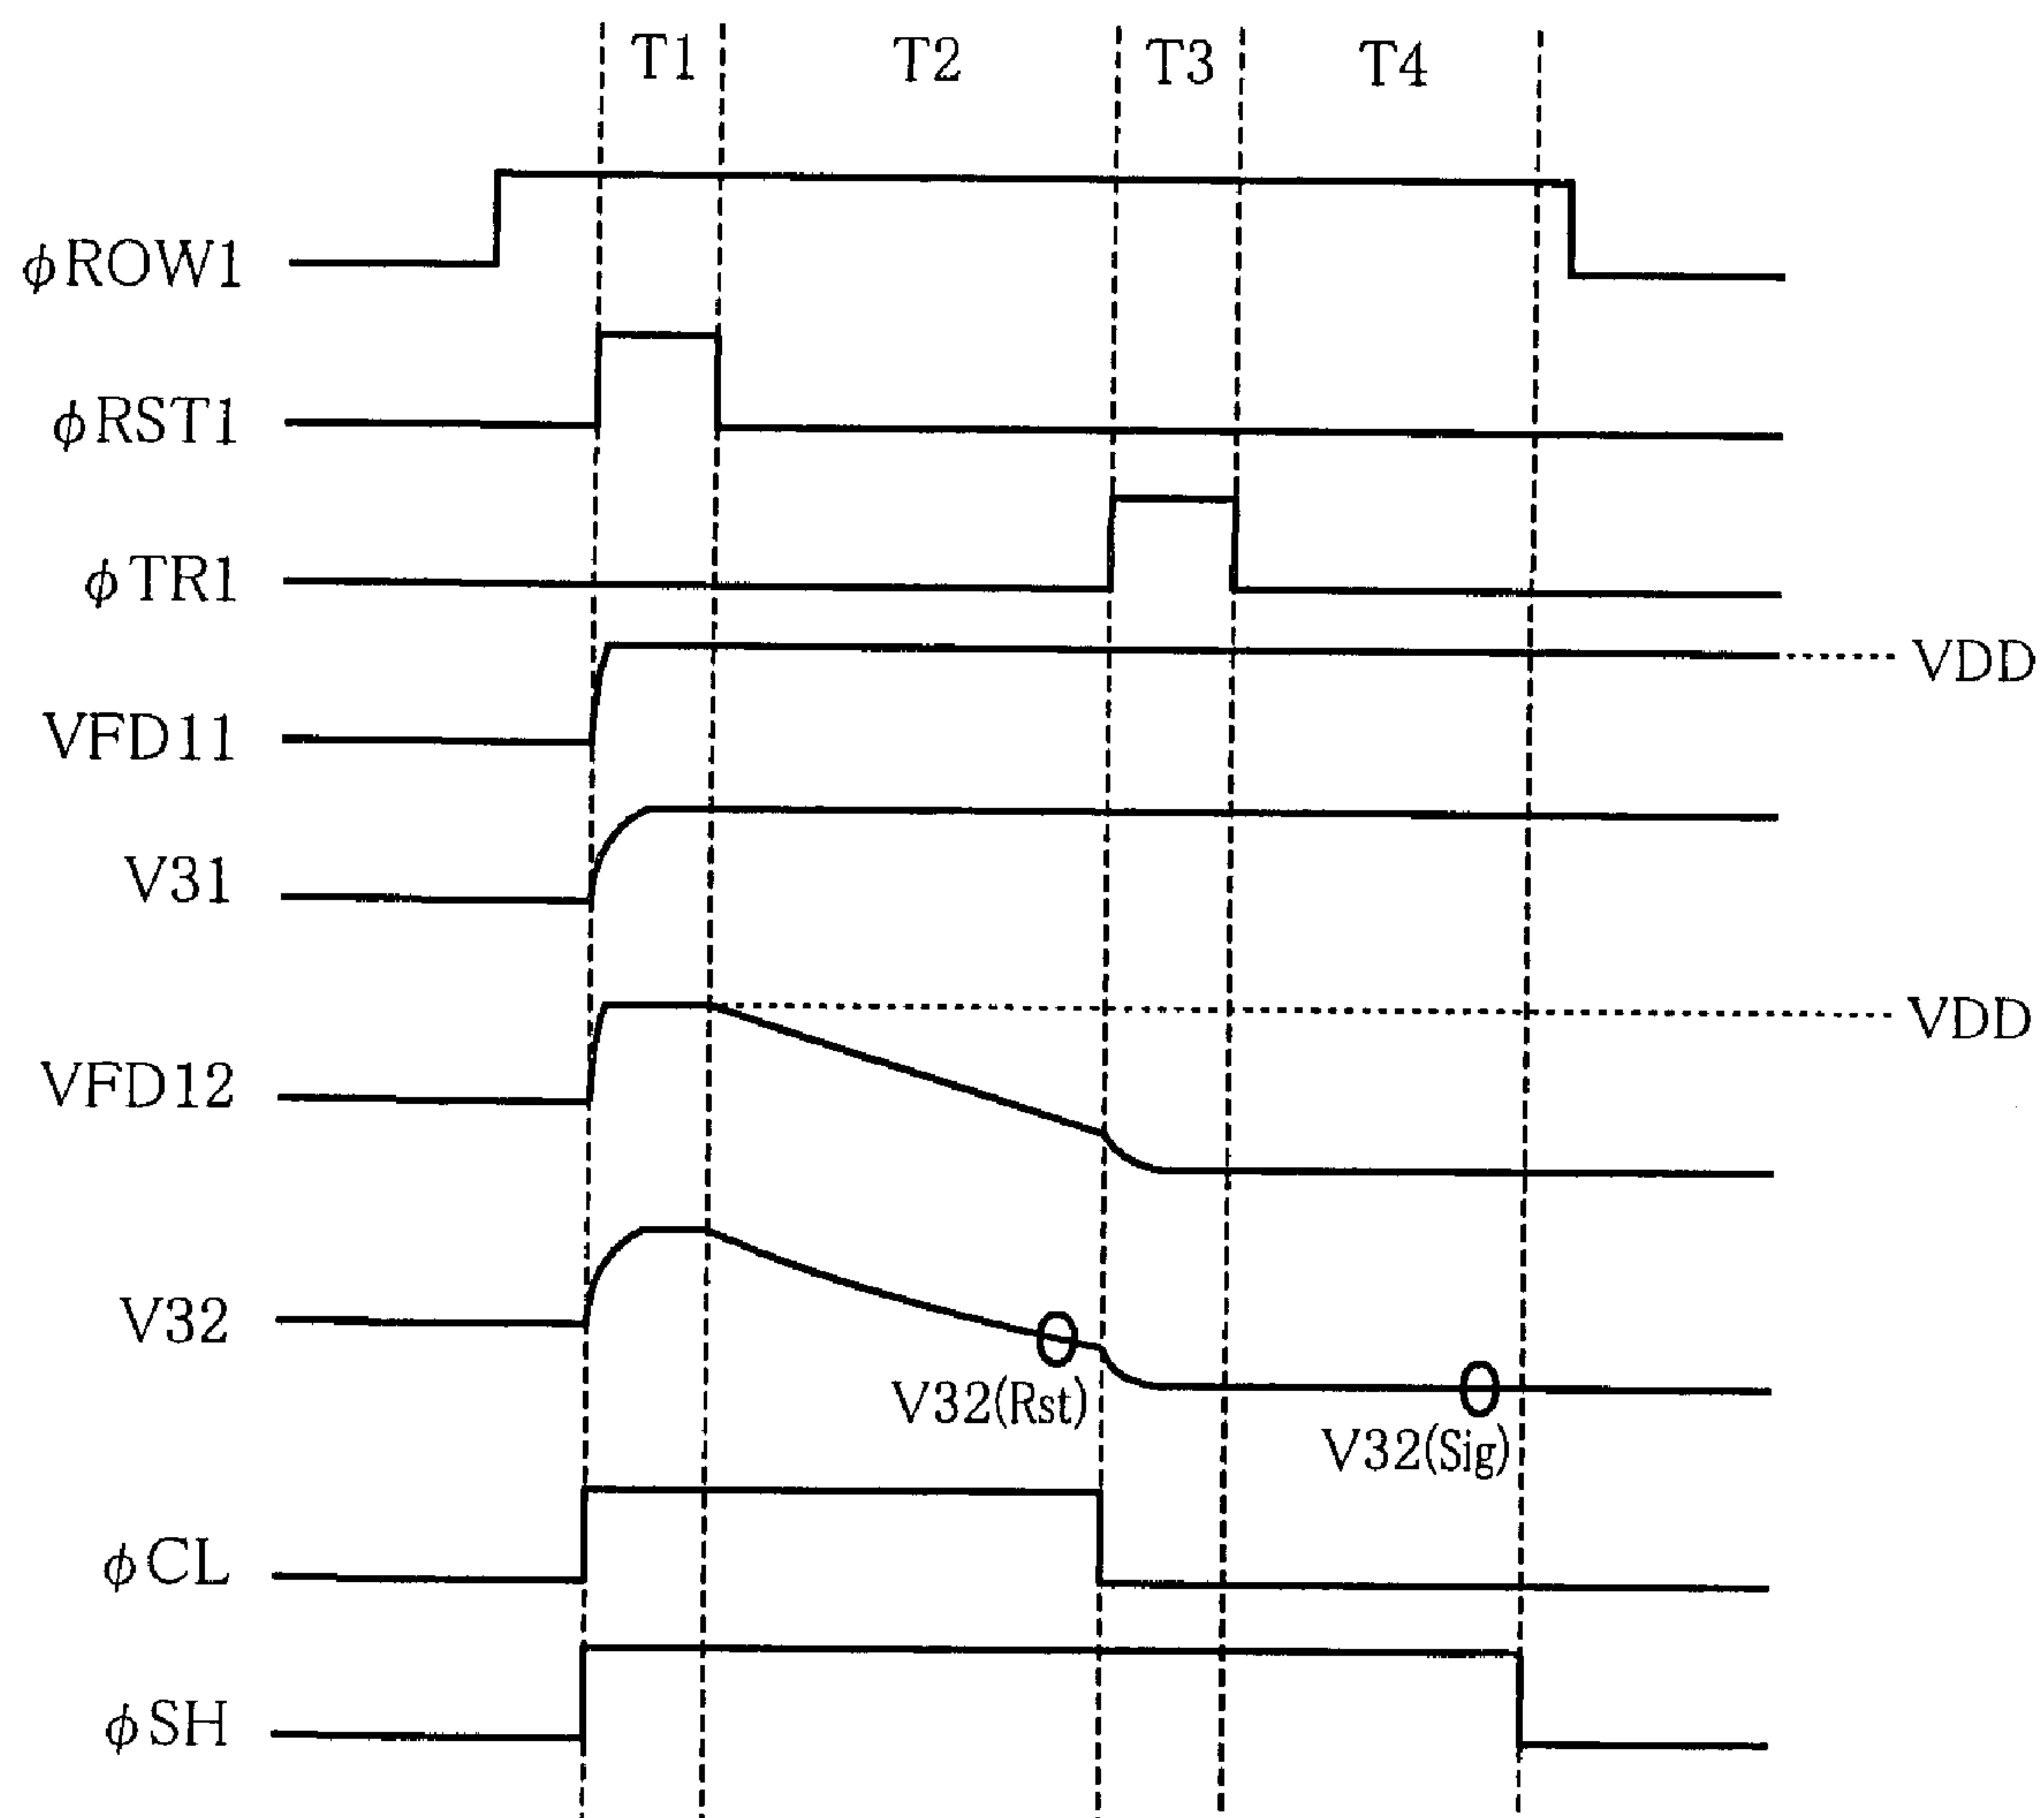 T1 T2 T3 T4
ϕROW1
ϕRST1
ϕTR1
VDD
VFD11
V31
VDD
VFD12
V32
V32(Rst)
V32(Sig)
ϕCL
ϕSH